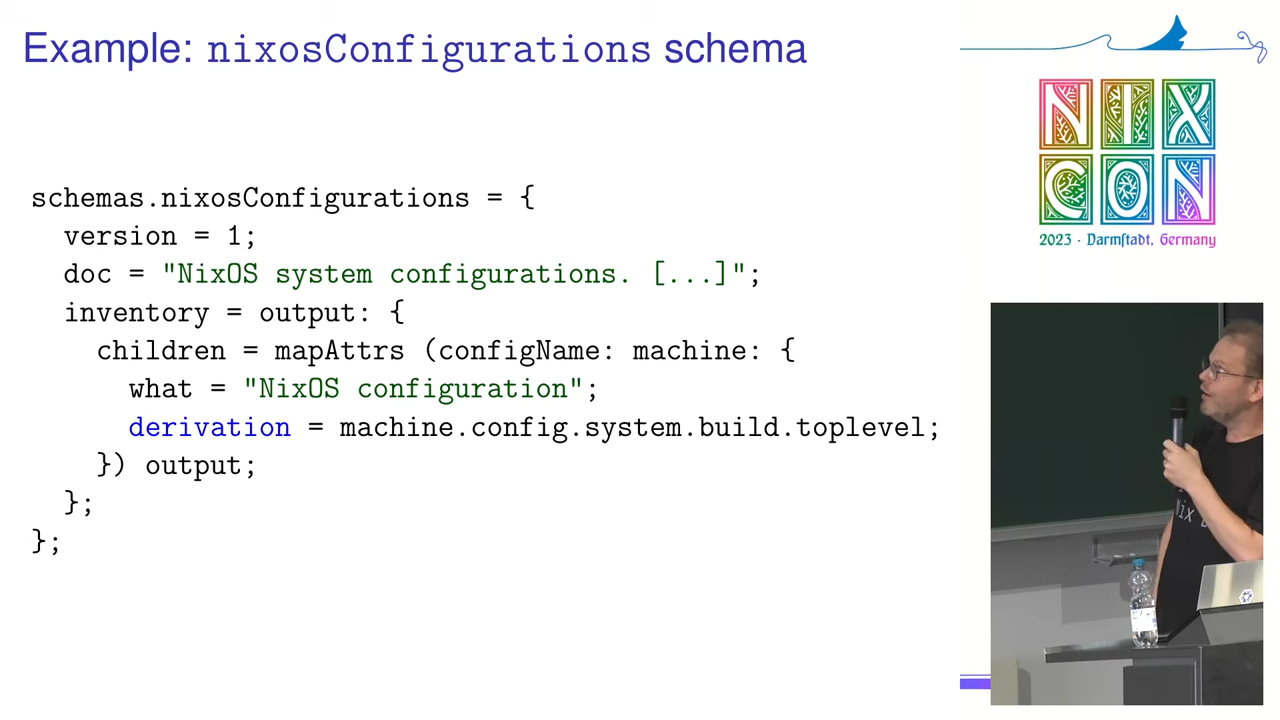 Example: nixosConfigurations schema
schemas.nixosConfigurations = {
version = 1;
doc = "NixOS system configurations. [...]";
inventory = output: {
children = mapAttrs (configName: machine: {
what = "NixOS configuration";
derivation = machine.config.system.build.toplevel;
}) output;
};
};
NIX
CON
2023 · Darmſtadt, Germany
Nix